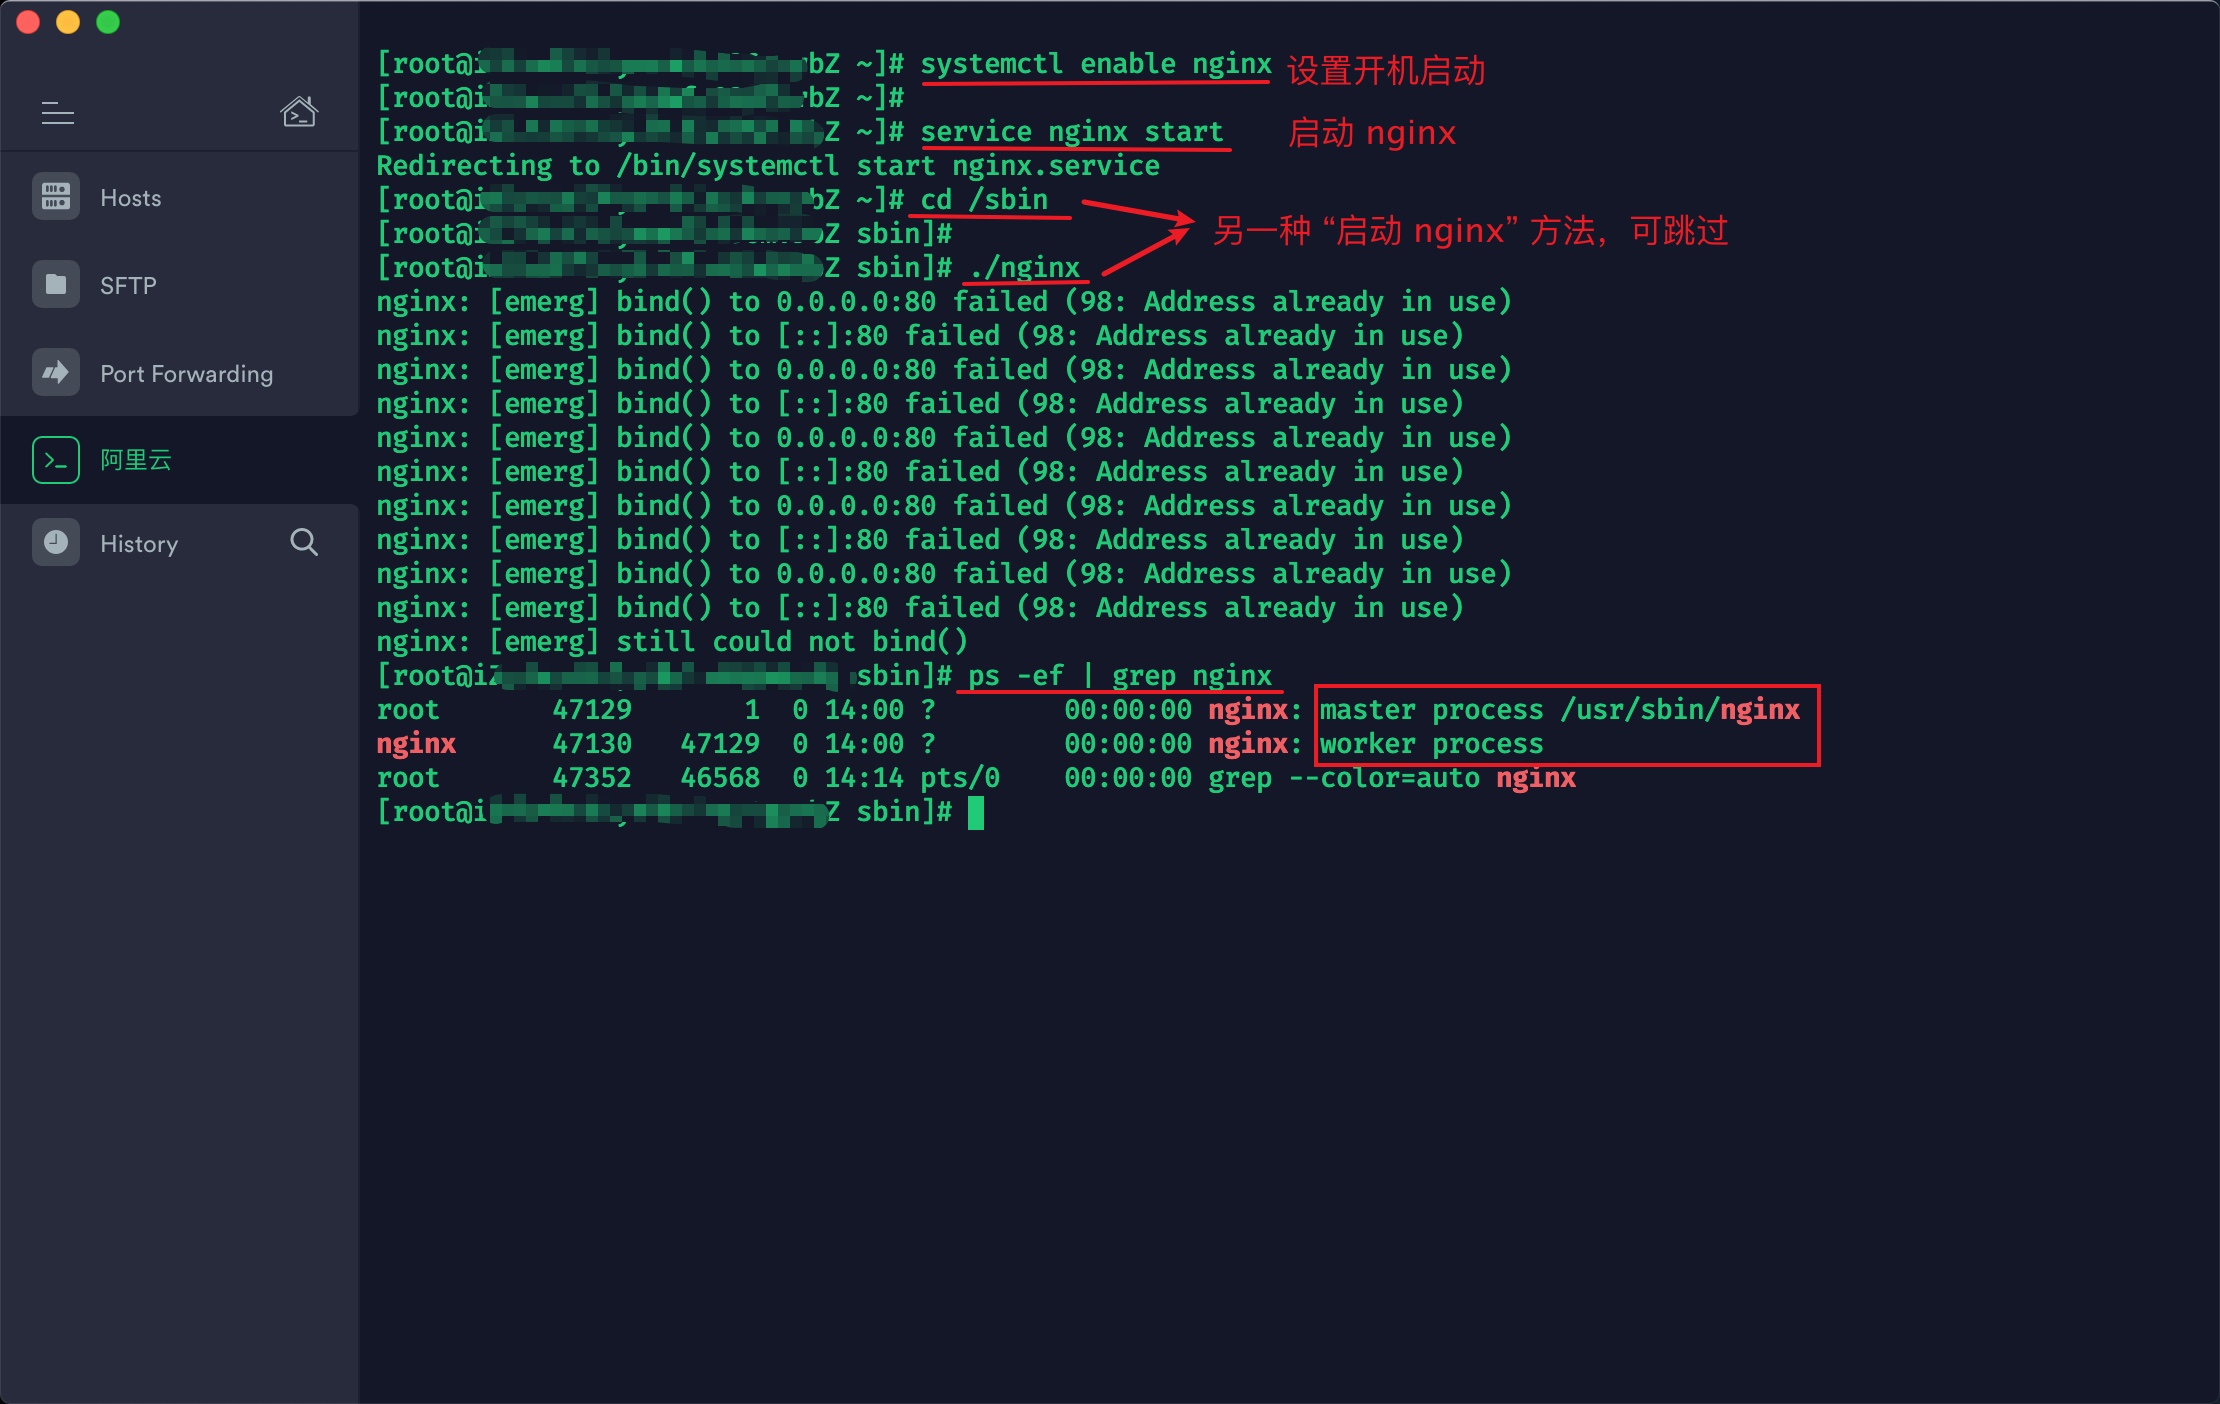 Hosts
SFTP
Port Forwarding
阿里云
History
[root@i bZ ~]# systemctl enable nginx 设置开机启动
[root@i bZ ~]#
[root@i Z ~]# service nginx start 启动 nginx
Redirecting to /bin/systemctl start nginx.service
[root@i bZ ~]# cd /sbin
[root@i bZ sbin]# 另一种 “启动 nginx” 方法，可跳过
[root@i Z sbin]# ./nginx
nginx: [emerg] bind() to 0.0.0.0:80 failed (98: Address already in use)
nginx: [emerg] bind() to [::]:80 failed (98: Address already in use)
nginx: [emerg] bind() to 0.0.0.0:80 failed (98: Address already in use)
nginx: [emerg] bind() to [::]:80 failed (98: Address already in use)
nginx: [emerg] bind() to 0.0.0.0:80 failed (98: Address already in use)
nginx: [emerg] bind() to [::]:80 failed (98: Address already in use)
nginx: [emerg] bind() to 0.0.0.0:80 failed (98: Address already in use)
nginx: [emerg] bind() to [::]:80 failed (98: Address already in use)
nginx: [emerg] bind() to 0.0.0.0:80 failed (98: Address already in use)
nginx: [emerg] bind() to [::]:80 failed (98: Address already in use)
nginx: [emerg] still could not bind()
[root@iZ sbin]# ps -ef | grep nginx
root 47129 1 0 14:00 ? 00:00:00 nginx: master process /usr/sbin/nginx
nginx 47130 47129 0 14:00 ? 00:00:00 nginx: worker process
root 47352 46568 0 14:14 pts/0 00:00:00 grep --color=auto nginx
[root@i Z sbin]#